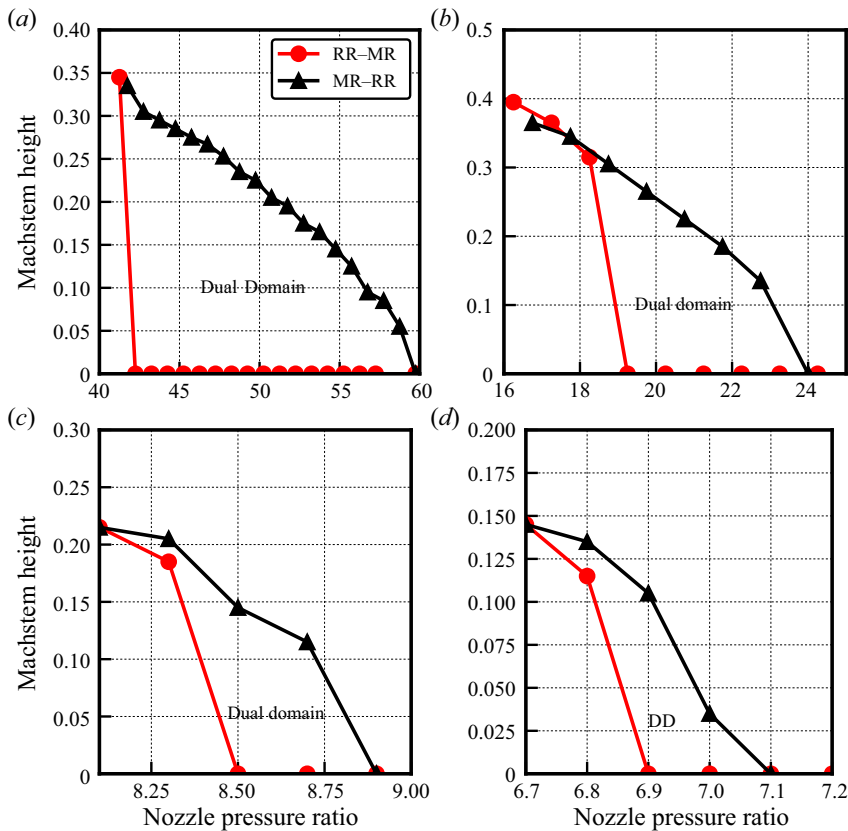 (a)
0.40
0.35
0.30
0.25
0.20
0.15
0.10
0.05
0
Machstem height
RR–MR
MR–RR
Dual Domain
40 45 50 55 60
(b)
0.5
0.4
0.3
0.2
0.1
0
Dual domain
16 18 20 22 24
(c)
0.30
0.25
0.20
0.15
0.10
0.05
0
Machstem height
Dual domain
8.25 8.50 8.75 9.00
Nozzle pressure ratio
(d)
0.200
0.175
0.150
0.125
0.100
0.075
0.050
0.025
0
DD
6.7 6.8 6.9 7.0 7.1 7.2
Nozzle pressure ratio